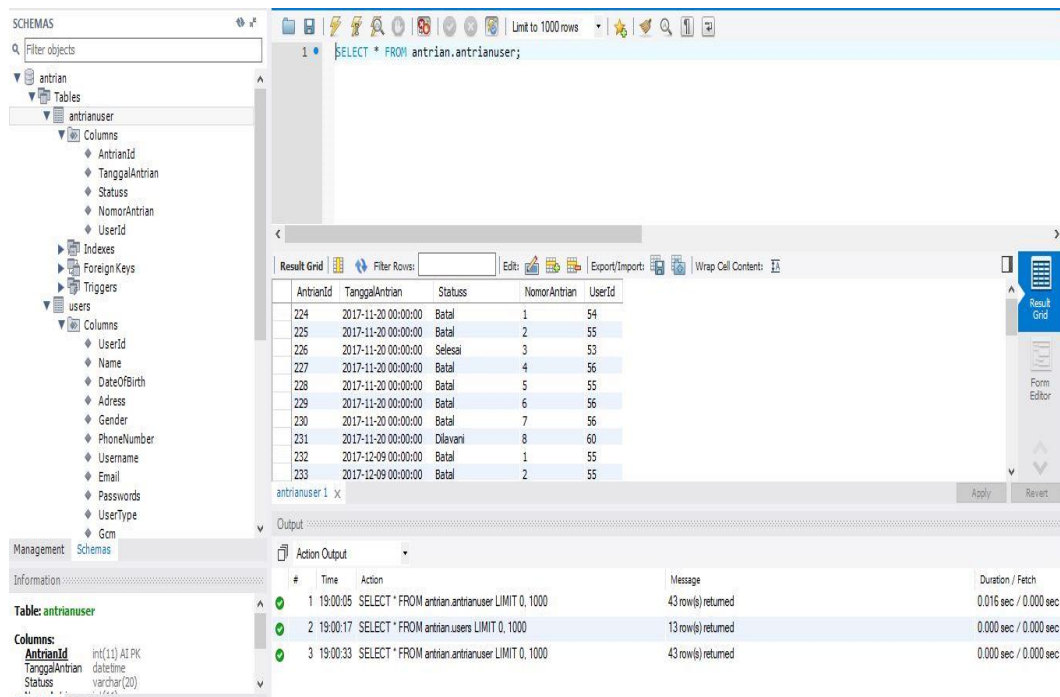 SCHEMAS
Filter objects
antrian
Tables
antrianuser
Columns
AntrianId
TanggalAntrian
Statuss
NomorAntrian
UserId
Indexes
Foreign Keys
Triggers
users
Columns
UserId
Name
DateOfBirth
Adress
Gender
PhoneNumber
Username
Email
Passwords
UserType
Gcm
Management Schemas
Information
Table: antrianuser
Columns:
AntrianId int(11) AI PK
TanggalAntrian datetime
Statuss varchar(20)
Limit to 1000 rows
1 SELECT * FROM antrian.antrianuser;
Result Grid Filter Rows: Edit: Export/Import: Wrap Cell Content:
AntrianId TanggalAntrian Statuss NomorAntrian UserId
224 2017-11-20 00:00:00 Batal 1 54
225 2017-11-20 00:00:00 Batal 2 55
226 2017-11-20 00:00:00 Selesai 3 53
227 2017-11-20 00:00:00 Batal 4 56
228 2017-11-20 00:00:00 Batal 5 55
229 2017-11-20 00:00:00 Batal 6 56
230 2017-11-20 00:00:00 Batal 7 56
231 2017-11-20 00:00:00 Dilayani 8 60
232 2017-12-09 00:00:00 Batal 1 55
233 2017-12-09 00:00:00 Batal 2 55
Result Grid
Form Editor
antrianuser 1 x
Apply Revert
Output
Action Output
# Time Action Message Duration / Fetch
1 19:00:05 SELECT * FROM antrian.antrianuser LIMIT 0, 1000 43 row(s) returned 0.016 sec / 0.000 sec
2 19:00:17 SELECT * FROM antrian.users LIMIT 0, 1000 13 row(s) returned 0.000 sec / 0.000 sec
3 19:00:33 SELECT * FROM antrian.antrianuser LIMIT 0, 1000 43 row(s) returned 0.000 sec / 0.000 sec